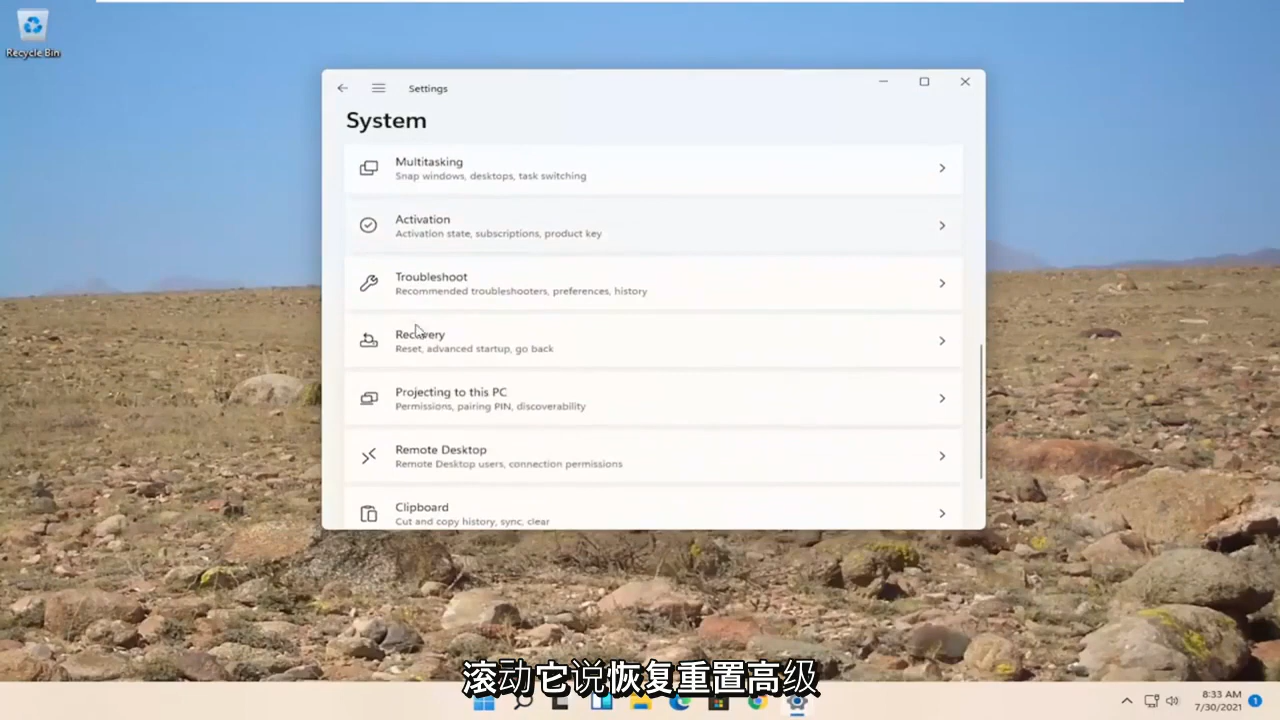 Recycle Bin
Settings
System
Multitasking
Snap windows, desktops, task switching
Activation
Activation state, subscriptions, product key
Troubleshoot
Recommended troubleshooters, preferences, history
Recovery
Reset, advanced startup, go back
Projecting to this PC
Permissions, pairing PIN, discoverability
Remote Desktop
Remote Desktop users, connection permissions
Clipboard
Cut and copy history, sync, clear
滚动它说恢复重置高级
8:33 AM
7/30/2021
1